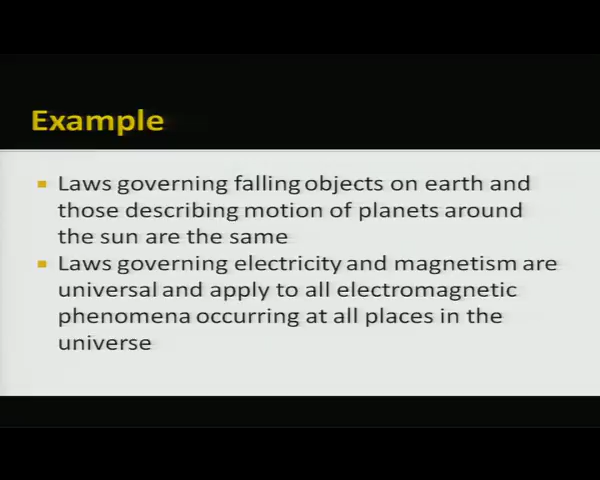 Example
Laws governing falling objects on earth and
those describing motion of planets around
the sun are the same
Laws governing electricity and magnetism are
universal and apply to all electromagnetic
phenomena occurring at all places in the
universe